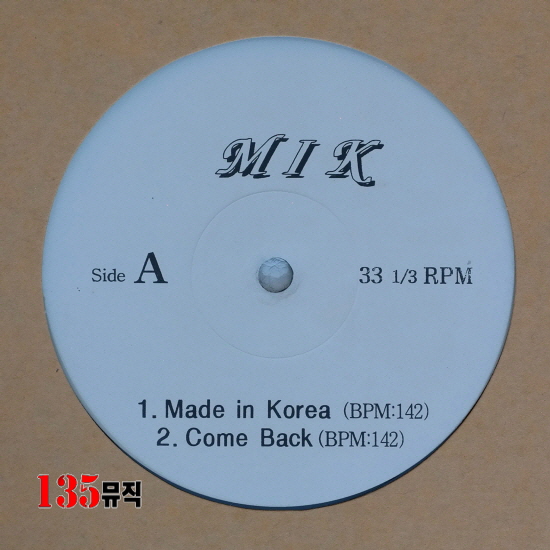 MIK
Side A
33 1/3 RPM
1. Made in Korea (BPM:142)
2. Come Back (BPM:142)
135뮤직